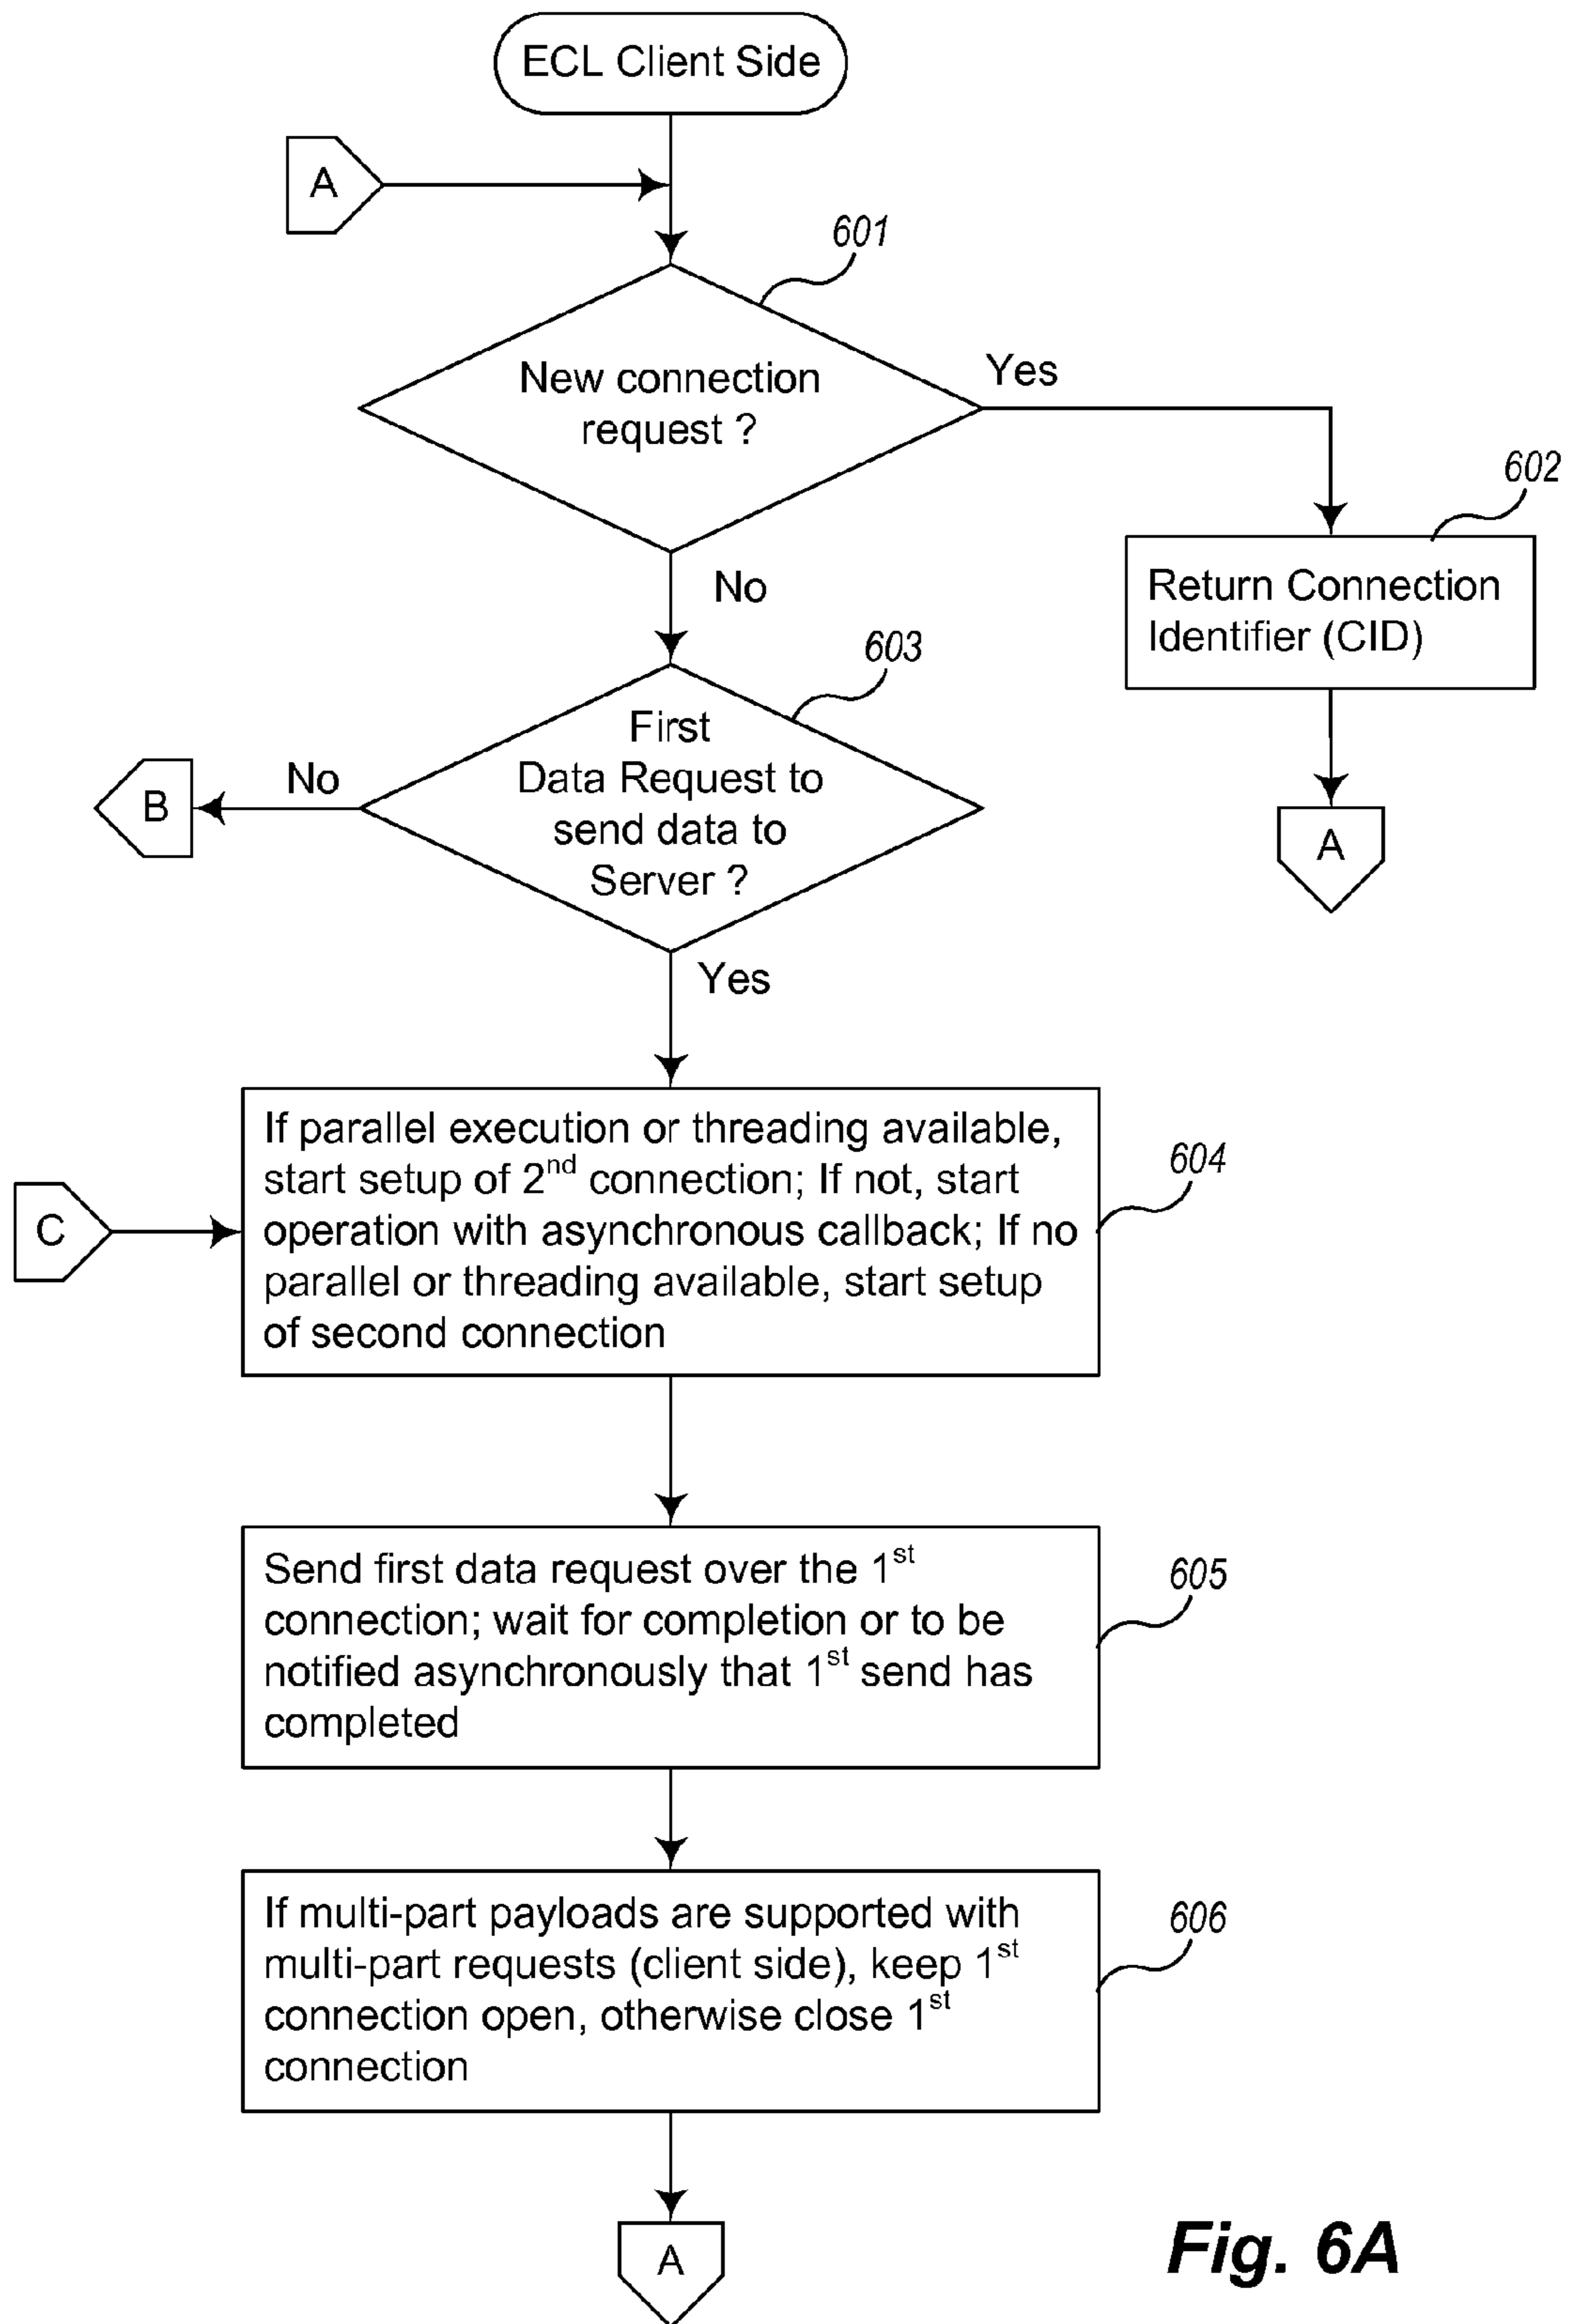 ECL Client Side
A
601
New connection
request ?
Yes
602
Return Connection
Identifier (CID)
A
No
603
First
Data Request to
send data to
Server ?
No
B
Yes
C
If parallel execution or threading available,
start setup of 2nd connection; If not, start
operation with asynchronous callback; If no
parallel or threading available, start setup
of second connection
604
Send first data request over the 1st
connection; wait for completion or to be
notified asynchronously that 1st send has
completed
605
If multi-part payloads are supported with
multi-part requests (client side), keep 1st
connection open, otherwise close 1st
connection
606
A
Fig. 6A